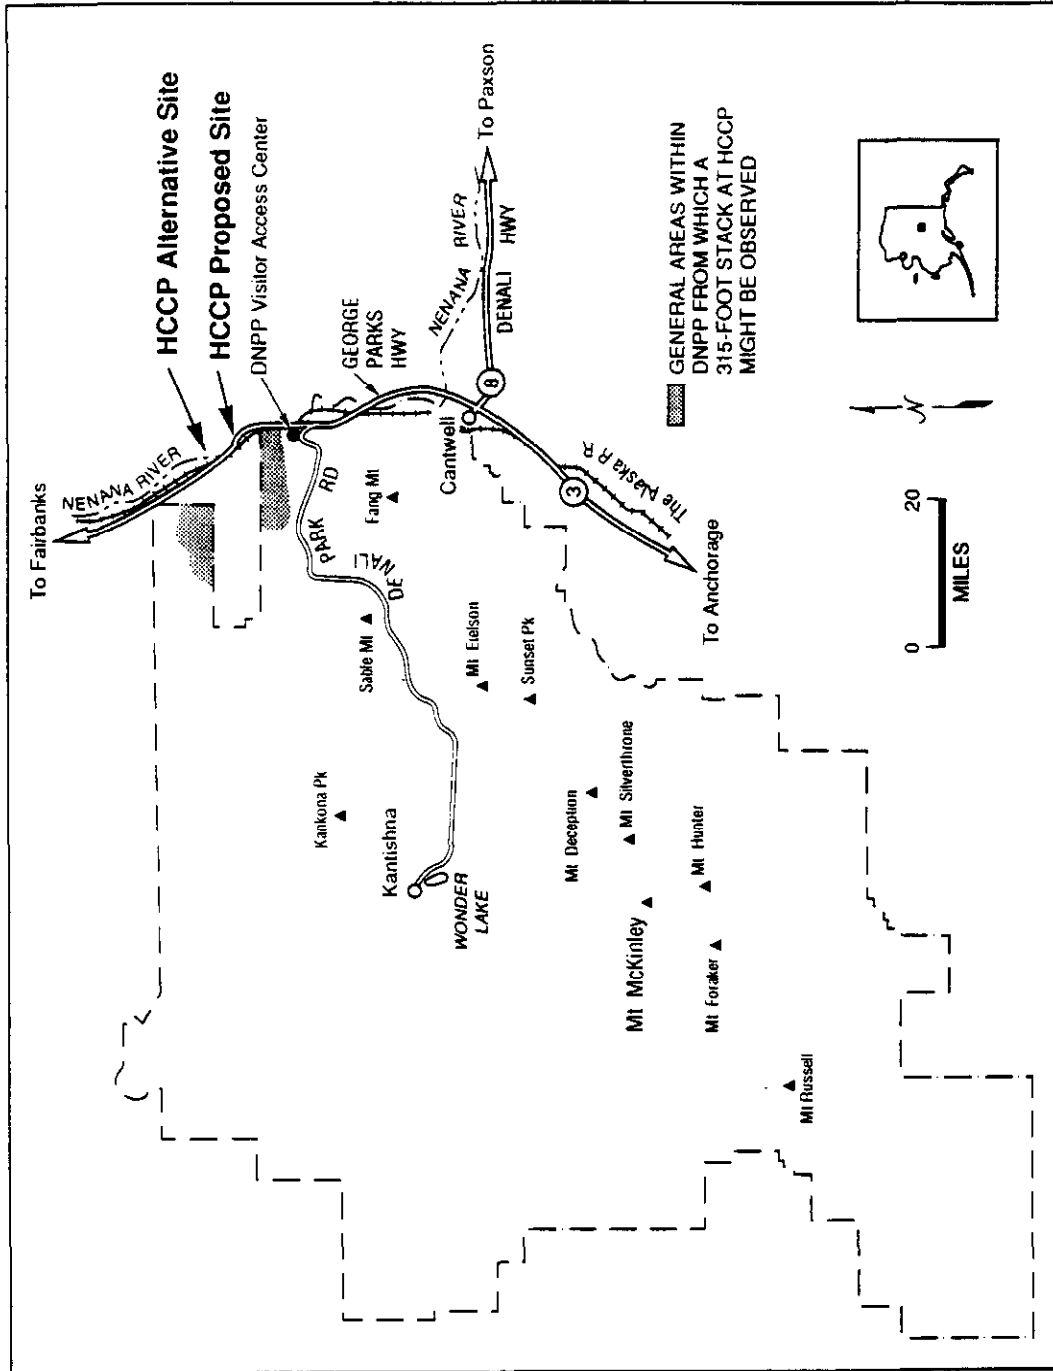 To Fairbanks
NENANA RIVER
HCCP Alternative Site
HCCP Proposed Site
DNPP Visitor Access Center
GEORGE
PARKS
HWY
NENANA RIVER
DENALI
HWY
To Paxson
8
Cantwell
3
The Alaska R R
To Anchorage
DENALI PARK RD
Fang Mt
Sable Mt
Mt Eielson
Sunset Pk
Kankona Pk
Kantishna
WONDER
LAKE
Mt Deception
Mt Silverthrone
Mt McKinley
Mt Hunter
Mt Foraker
Mt Russell
GENERAL AREAS WITHIN
DNPP FROM WHICH A
315-FOOT STACK AT HCCP
MIGHT BE OBSERVED
N
0 20
MILES